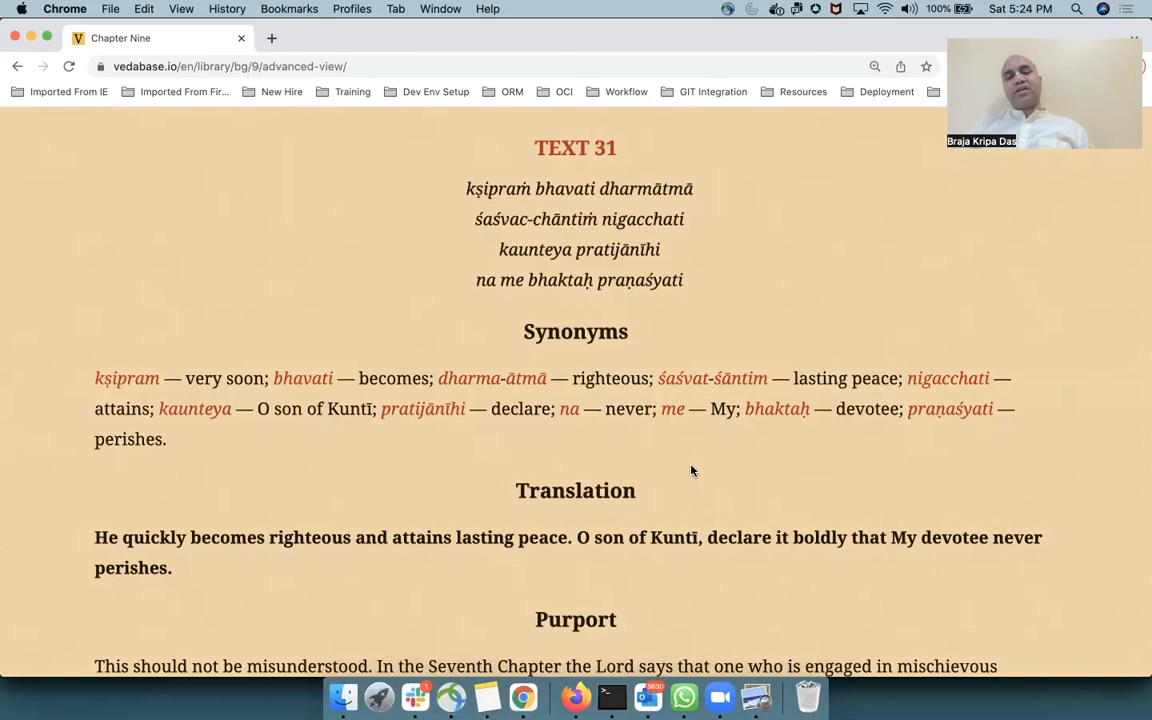 Chrome File Edit View History Bookmarks Profiles Tab Window Help 100% Sat 5:24 PM
Chapter Nine
vedabase.io/en/library/bg/9/advanced-view/
Imported From IE Imported From Fir... New Hire Training Dev Env Setup ORM OCI Workflow GIT Integration Resources Deployment
Braja Kripa Das
TEXT 31
kṣipraṁ bhavati dharmātmā
śaśvac-chāntiṁ nigacchati
kaunteya pratijānīhi
na me bhaktaḥ praṇaśyati
Synonyms
kṣipram — very soon; bhavati — becomes; dharma-ātmā — righteous; śaśvat-śāntim — lasting peace; nigacchati —
attains; kaunteya — O son of Kuntī; pratijānīhi — declare; na — never; me — My; bhaktaḥ — devotee; praṇaśyati —
perishes.
Translation
He quickly becomes righteous and attains lasting peace. O son of Kuntī, declare it boldly that My devotee never
perishes.
Purport
This should not be misunderstood. In the Seventh Chapter the Lord says that one who is engaged in mischievous
1
5630